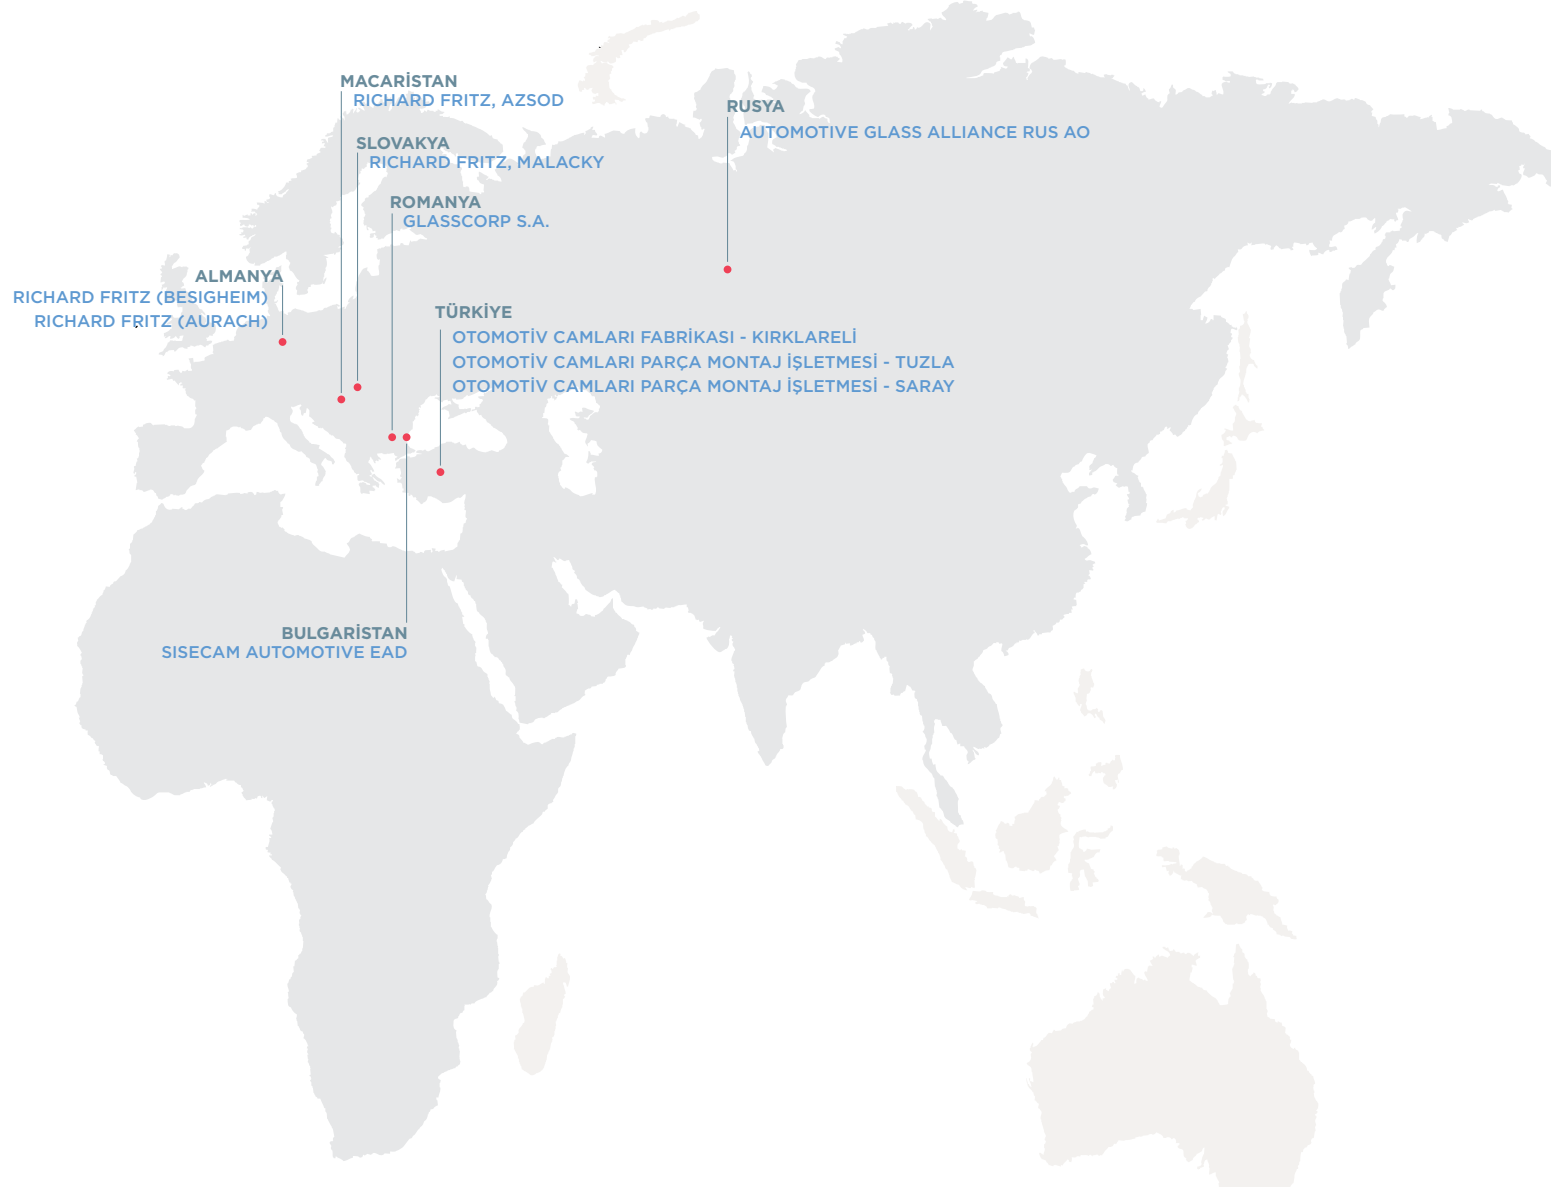 MACARİSTAN
RICHARD FRITZ, AZSOD
RUSYA
AUTOMOTIVE GLASS ALLIANCE RUS AO
SLOVAKYA
RICHARD FRITZ, MALACKY
ROMANYA
GLASSCORP S.A.
ALMANYA
RICHARD FRITZ (BESIGHEIM)
RICHARD FRITZ (AURACH)
TÜRKİYE
OTOMOTİV CAMLARI FABRİKASI - KIRKLARELİ
OTOMOTİV CAMLARI PARÇA MONTAJ İŞLETMESİ - TUZLA
OTOMOTİV CAMLARI PARÇA MONTAJ İŞLETMESİ - SARAY
BULGARİSTAN
SISECAM AUTOMOTIVE EAD